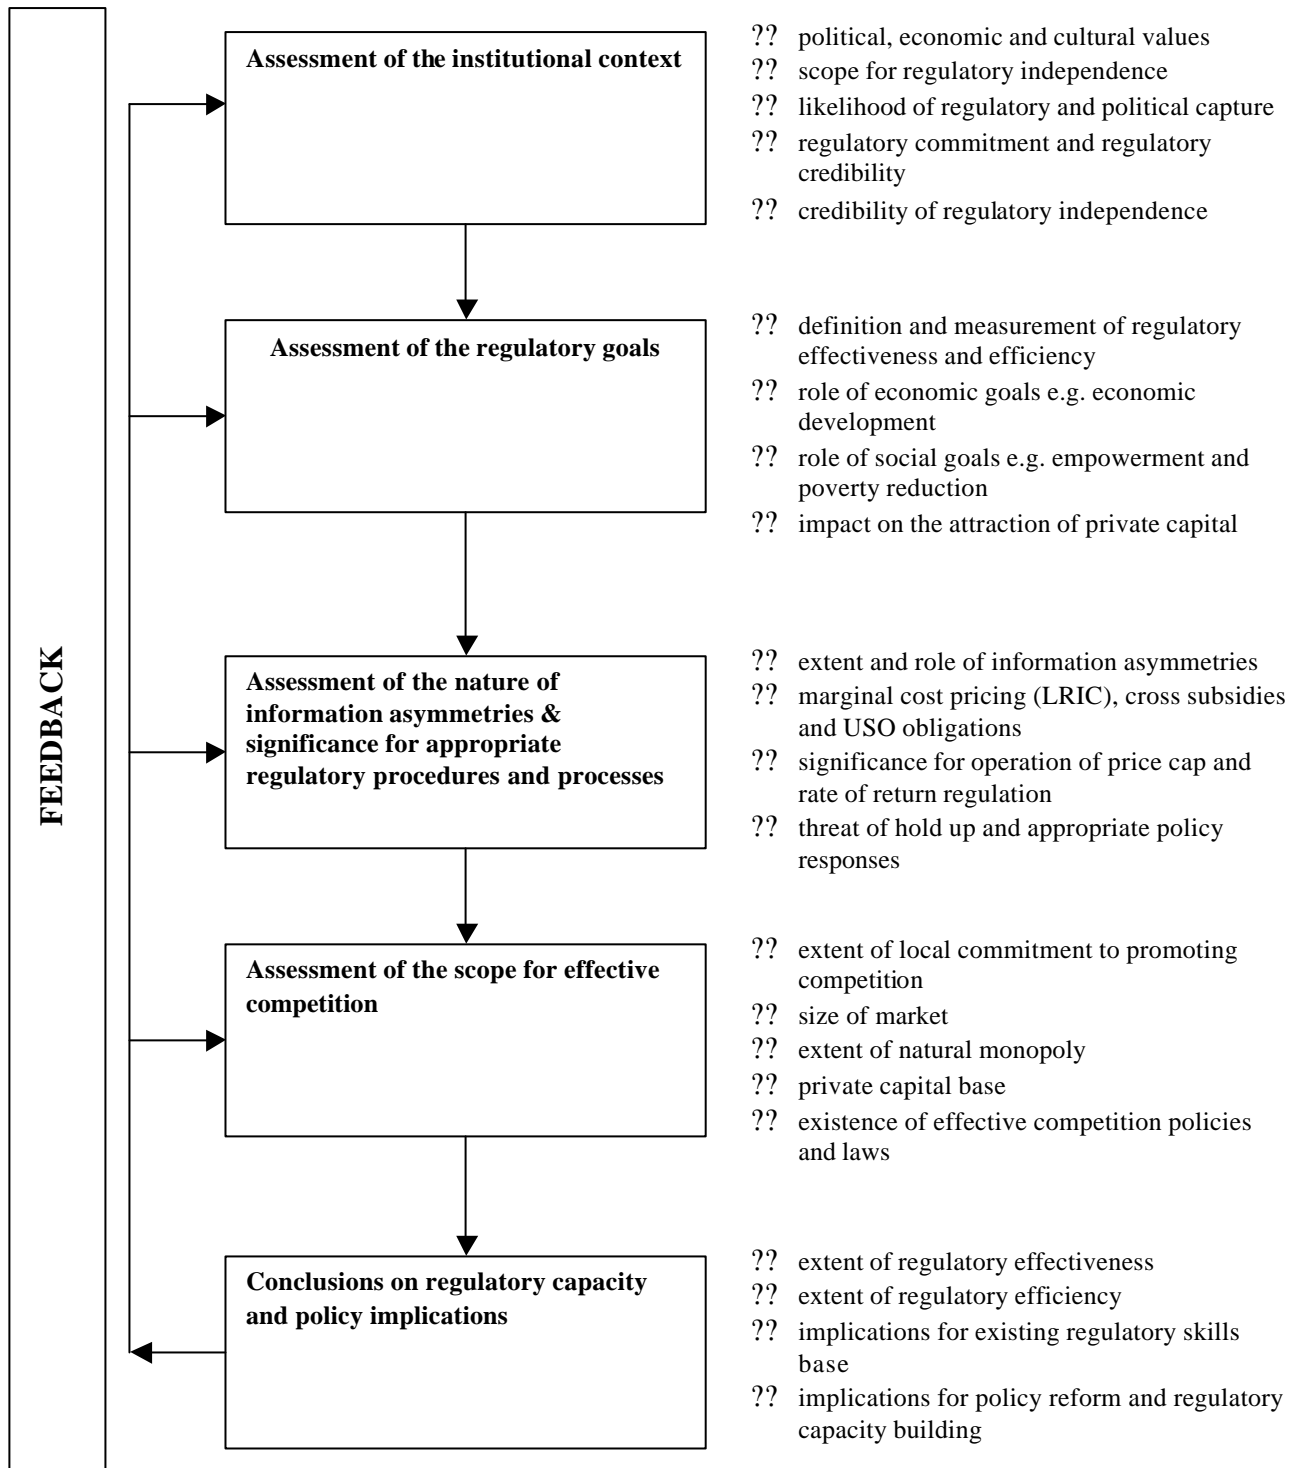 FEEDBACK
Assessment of the institutional context
?? political, economic and cultural values
?? scope for regulatory independence
?? likelihood of regulatory and political capture
?? regulatory commitment and regulatory
credibility
?? credibility of regulatory independence
Assessment of the regulatory goals
?? definition and measurement of regulatory
effectiveness and efficiency
?? role of economic goals e.g. economic
development
?? role of social goals e.g. empowerment and
poverty reduction
?? impact on the attraction of private capital
Assessment of the nature of
information asymmetries &
significance for appropriate
regulatory procedures and processes
?? extent and role of information asymmetries
?? marginal cost pricing (LRIC), cross subsidies
and USO obligations
?? significance for operation of price cap and
rate of return regulation
?? threat of hold up and appropriate policy
responses
Assessment of the scope for effective
competition
?? extent of local commitment to promoting
competition
?? size of market
?? extent of natural monopoly
?? private capital base
?? existence of effective competition policies
and laws
Conclusions on regulatory capacity
and policy implications
?? extent of regulatory effectiveness
?? extent of regulatory efficiency
?? implications for existing regulatory skills
base
?? implications for policy reform and regulatory
capacity building